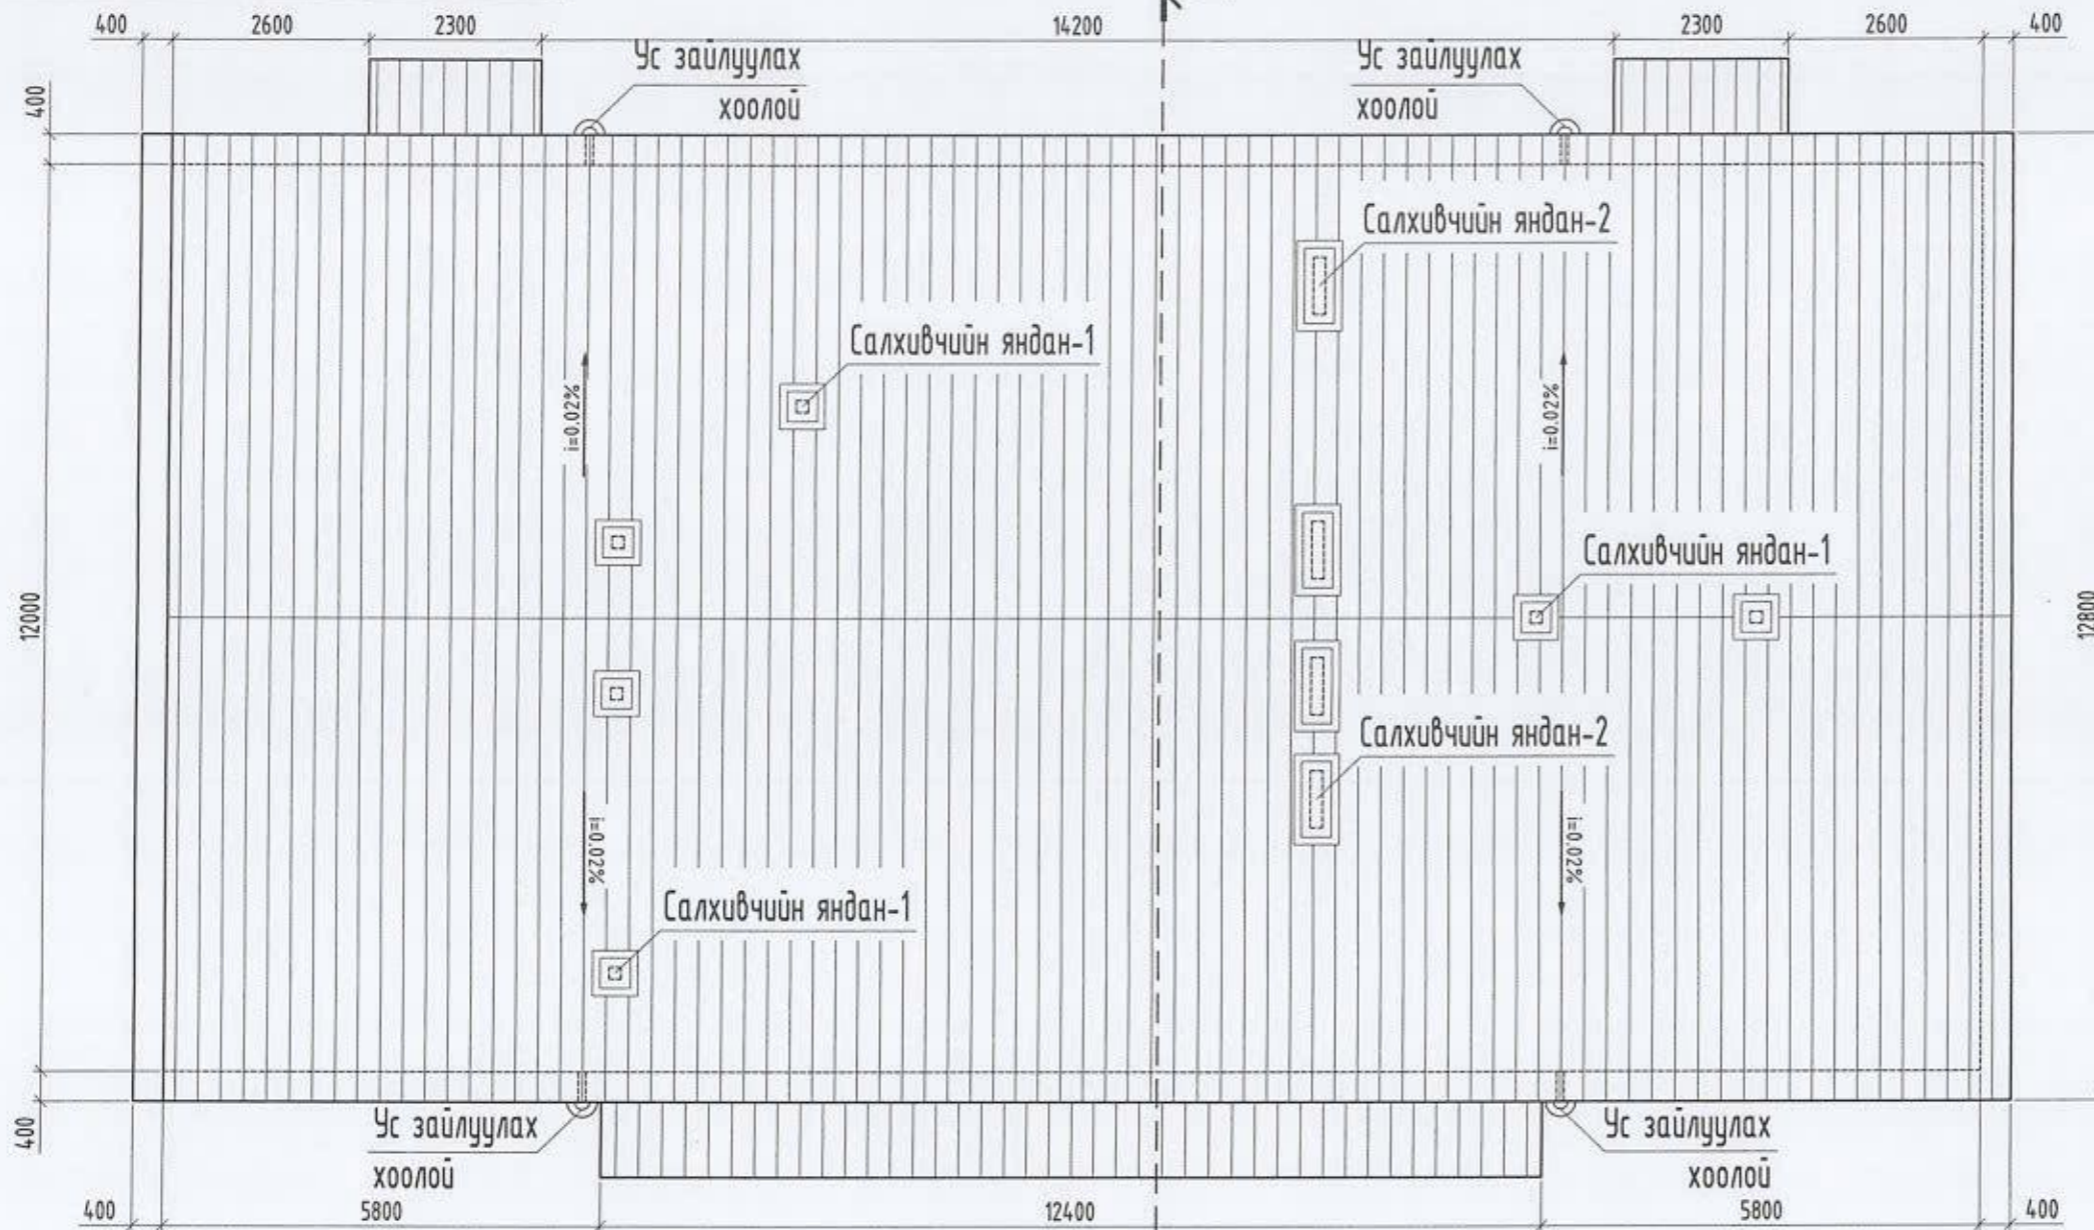 400 2600 2300 14200 2300 2600 400
Ус зайлуулах
хоолой
Ус зайлуулах
хоолой
400
Салхивчийн яндан-2
Салхивчийн яндан-1
i=0.02%
i=0.02%
Салхивчийн яндан-1
12000
12800
Салхивчийн яндан-2
i=0.02%
i=0.02%
Салхивчийн яндан-1
400
Ус зайлуулах
хоолой
Ус зайлуулах
хоолой
400 5800 12400 5800 400